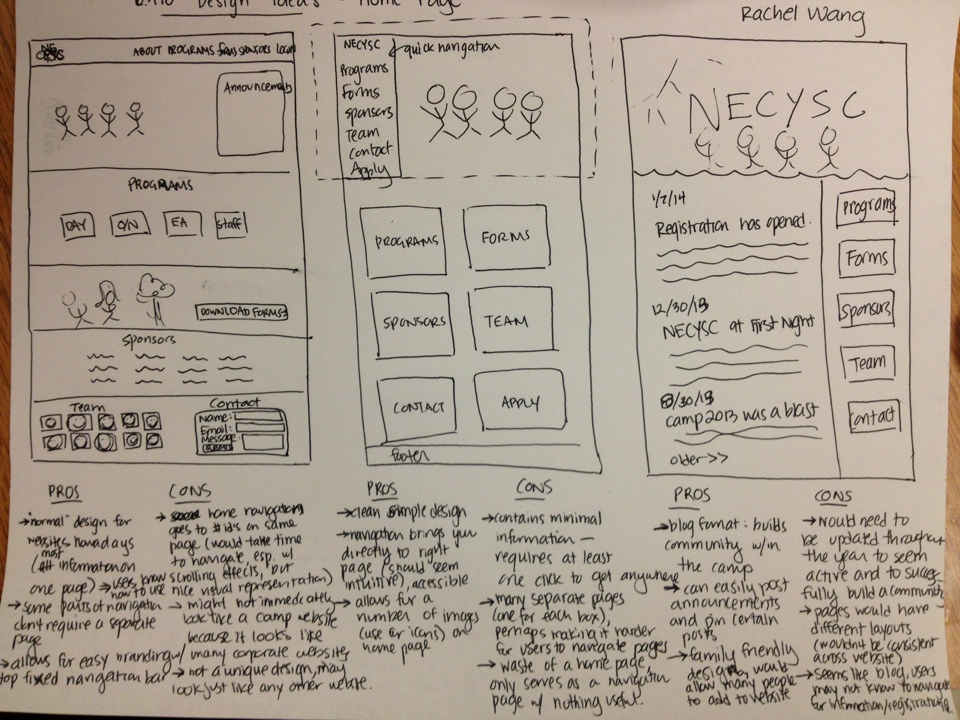 Design Ideas - Home Page
Rachel Wang
ABOUT PROGRAMS SPONSORS LOGIN
Announcements
PROGRAMS
DAY
O/N
EA
Staff
DOWNLOAD FORMS
Sponsors
Team
Contact
Name:
Email:
Message:
PROS
→ "normal" design for
websites nowadays
(most information on
one page) → users know
how to use
→ some parts of navigation
don't require a separate
page
→ allows for easy branding w/
top fixed navigation bar
CONS
→ home navigation
goes to #ids on same
page (would take time
to navigate esp. w/
scrolling effects, but
nice visual representation)
→ might not immediately
look like a camp website
because it looks like
many corporate websites
→ not a unique design, may
look just like any other website.
NECYSC
quick navigation
Programs
Forms
Sponsors
Team
Contact
Apply
PROGRAMS
FORMS
SPONSORS
TEAM
CONTACT
APPLY
footer
PROS
→ clean simple design
→ navigation brings you
directly to right
page (should seem
intuitive), accessible
→ allows for a
number of images
(use of icons) on
home page
CONS
→ contains minimal
information —
requires at least
one click to get anywhere
→ many separate pages
(one for each box),
perhaps making it harder
for users to navigate pages
→ waste of a home page,
only serves as a navigation
page w/ nothing useful.
NECYSC
1/2/14
Registration has opened.
12/30/13
NECYSC at First Night
/30/13
camp 2013 was a blast
older >>
Programs
Forms
Sponsors
Team
Contact
PROS
→ blog format: builds
community w/in
the camp
→ can easily post
announcements
and pin certain
posts
→ family friendly
design, would
allow many people
to add to website
CONS
→ Would need to
be updated throughout
the year to seem
active and to success-
fully build a community
→ pages would have
different layouts
(wouldn't be consistent
across website)
→ seems like blog, users
may not know to navigate
for information/registration